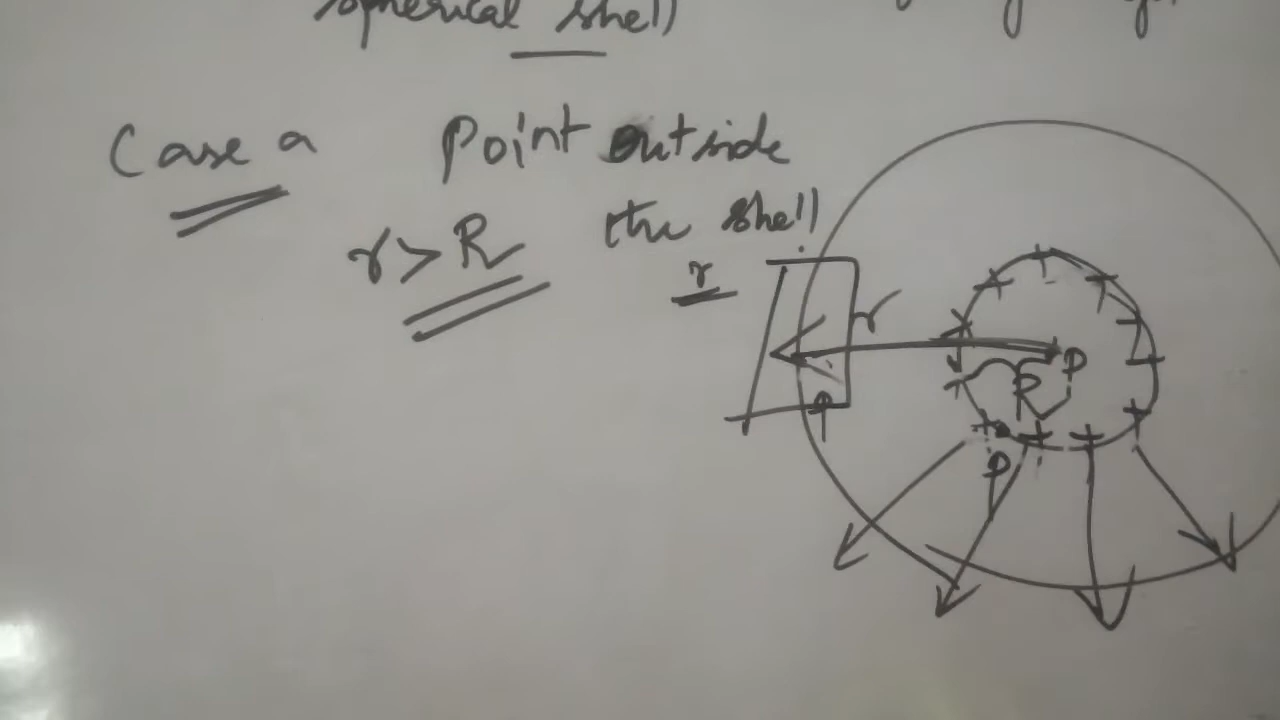 spherical shell
Case a Point outside
the shell
r > R
r
r
P
R
P
P